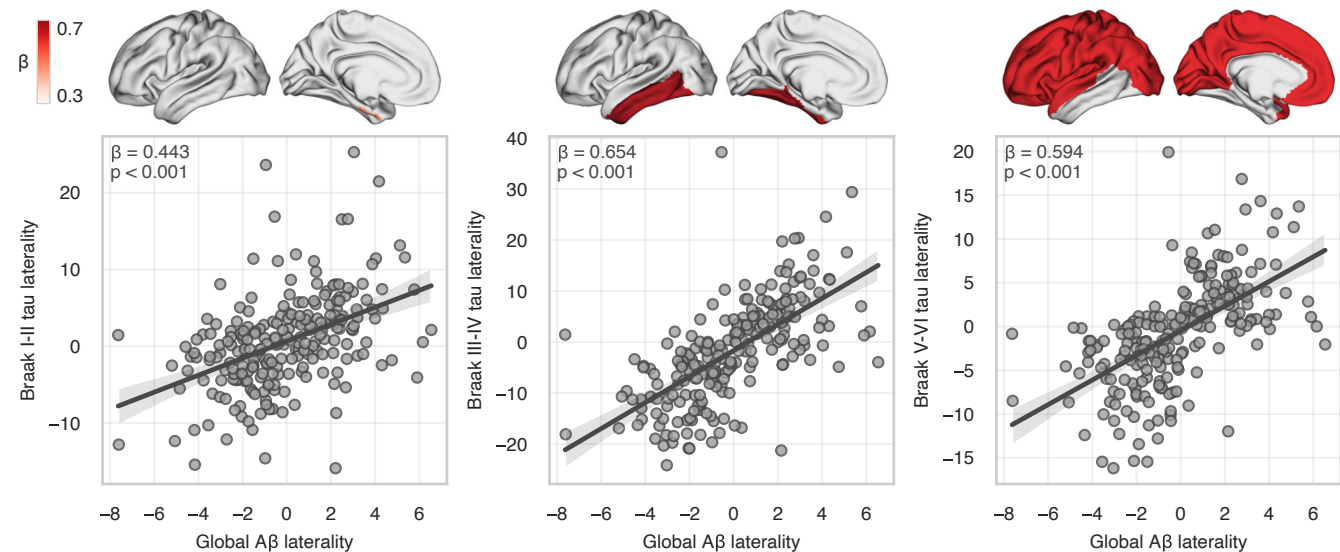 β
0.7
0.3
β = 0.443
p < 0.001
Braak I-II tau laterality
20
10
0
−10
−8 −6 −4 −2 0 2 4 6
Global Aβ laterality
β = 0.654
p < 0.001
Braak III-IV tau laterality
40
30
20
10
0
−10
−20
−8 −6 −4 −2 0 2 4 6
Global Aβ laterality
β = 0.594
p < 0.001
Braak V-VI tau laterality
20
15
10
5
0
−5
−10
−15
−8 −6 −4 −2 0 2 4 6
Global Aβ laterality